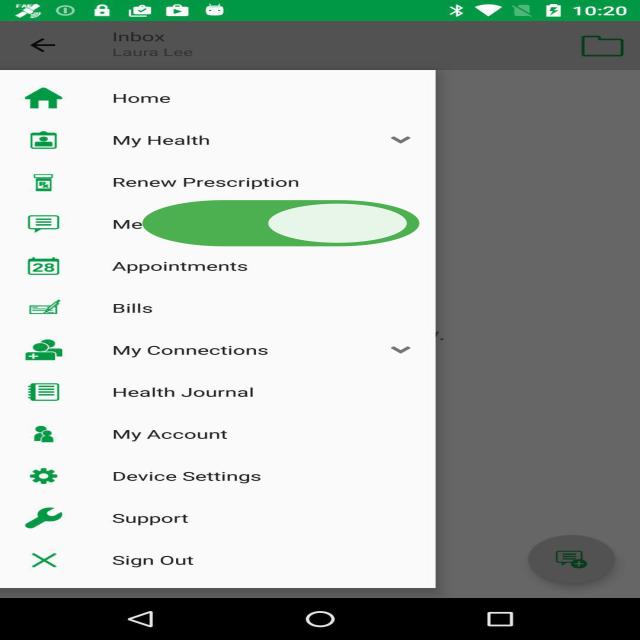 10:20
Inbox
Laura Lee
Home
My Health
Renew Prescription
Me
Appointments
28
Bills
My Connections
Health Journal
My Account
Device Settings
Support
Sign Out